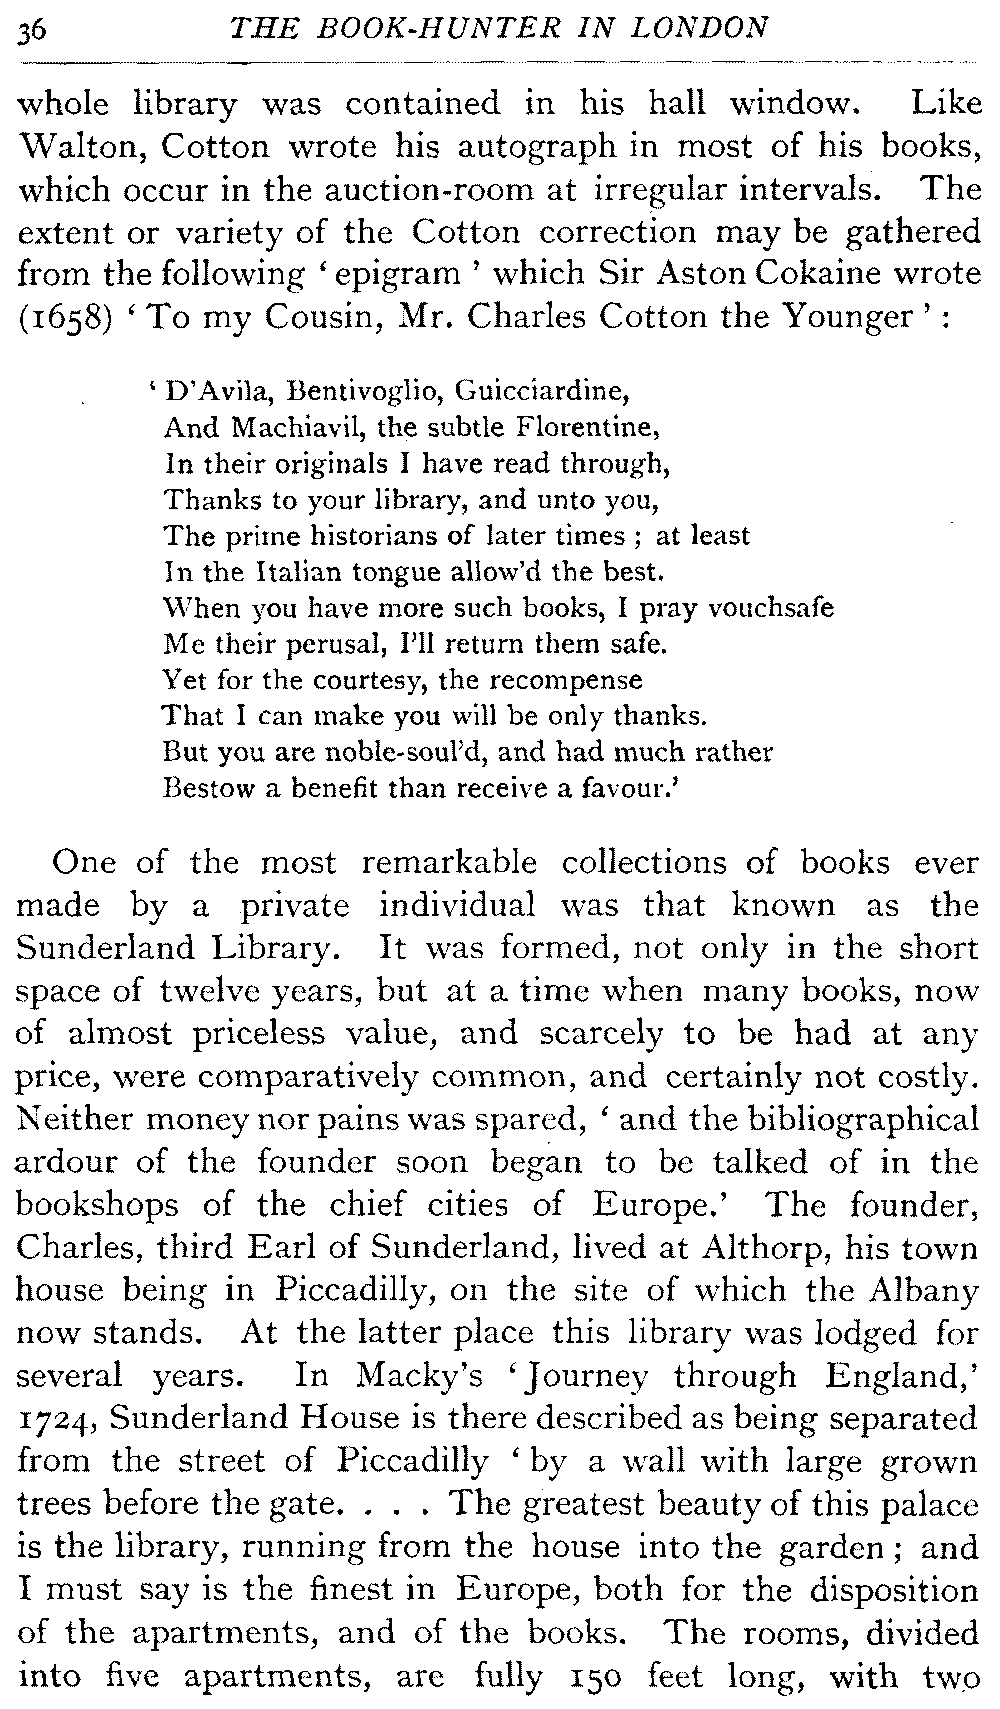 36 THE BOOK-HUNTER IN LONDON
whole library was contained in his hall window. Like
Walton, Cotton wrote his autograph in most of his books,
which occur in the auction-room at irregular intervals. The
extent or variety of the Cotton correction may be gathered
from the following ‘ epigram ’ which Sir Aston Cokaine wrote
(1658) ‘ To my Cousin, Mr. Charles Cotton the Younger ’ :
‘ D’Avila, Bentivoglio, Guicciardine,
And Machiavil, the subtle Florentine,
In their originals I have read through,
Thanks to your library, and unto you,
The prime historians of later times ; at least
In the Italian tongue allow’d the best.
When you have more such books, I pray vouchsafe
Me their perusal, I’ll return them safe.
Yet for the courtesy, the recompense
That I can make you will be only thanks.
But you are noble-soul’d, and had much rather
Bestow a benefit than receive a favour.’
One of the most remarkable collections of books ever
made by a private individual was that known as the
Sunderland Library. It was formed, not only in the short
space of twelve years, but at a time when many books, now
of almost priceless value, and scarcely to be had at any
price, were comparatively common, and certainly not costly.
Neither money nor pains was spared, ‘ and the bibliographical
ardour of the founder soon began to be talked of in the
bookshops of the chief cities of Europe.’ The founder,
Charles, third Earl of Sunderland, lived at Althorp, his town
house being in Piccadilly, on the site of which the Albany
now stands. At the latter place this library was lodged for
several years. In Macky’s ‘ Journey through England,’
1724, Sunderland House is there described as being separated
from the street of Piccadilly ‘ by a wall with large grown
trees before the gate. . . . The greatest beauty of this palace
is the library, running from the house into the garden ; and
I must say is the finest in Europe, both for the disposition
of the apartments, and of the books. The rooms, divided
into five apartments, are fully 150 feet long, with two